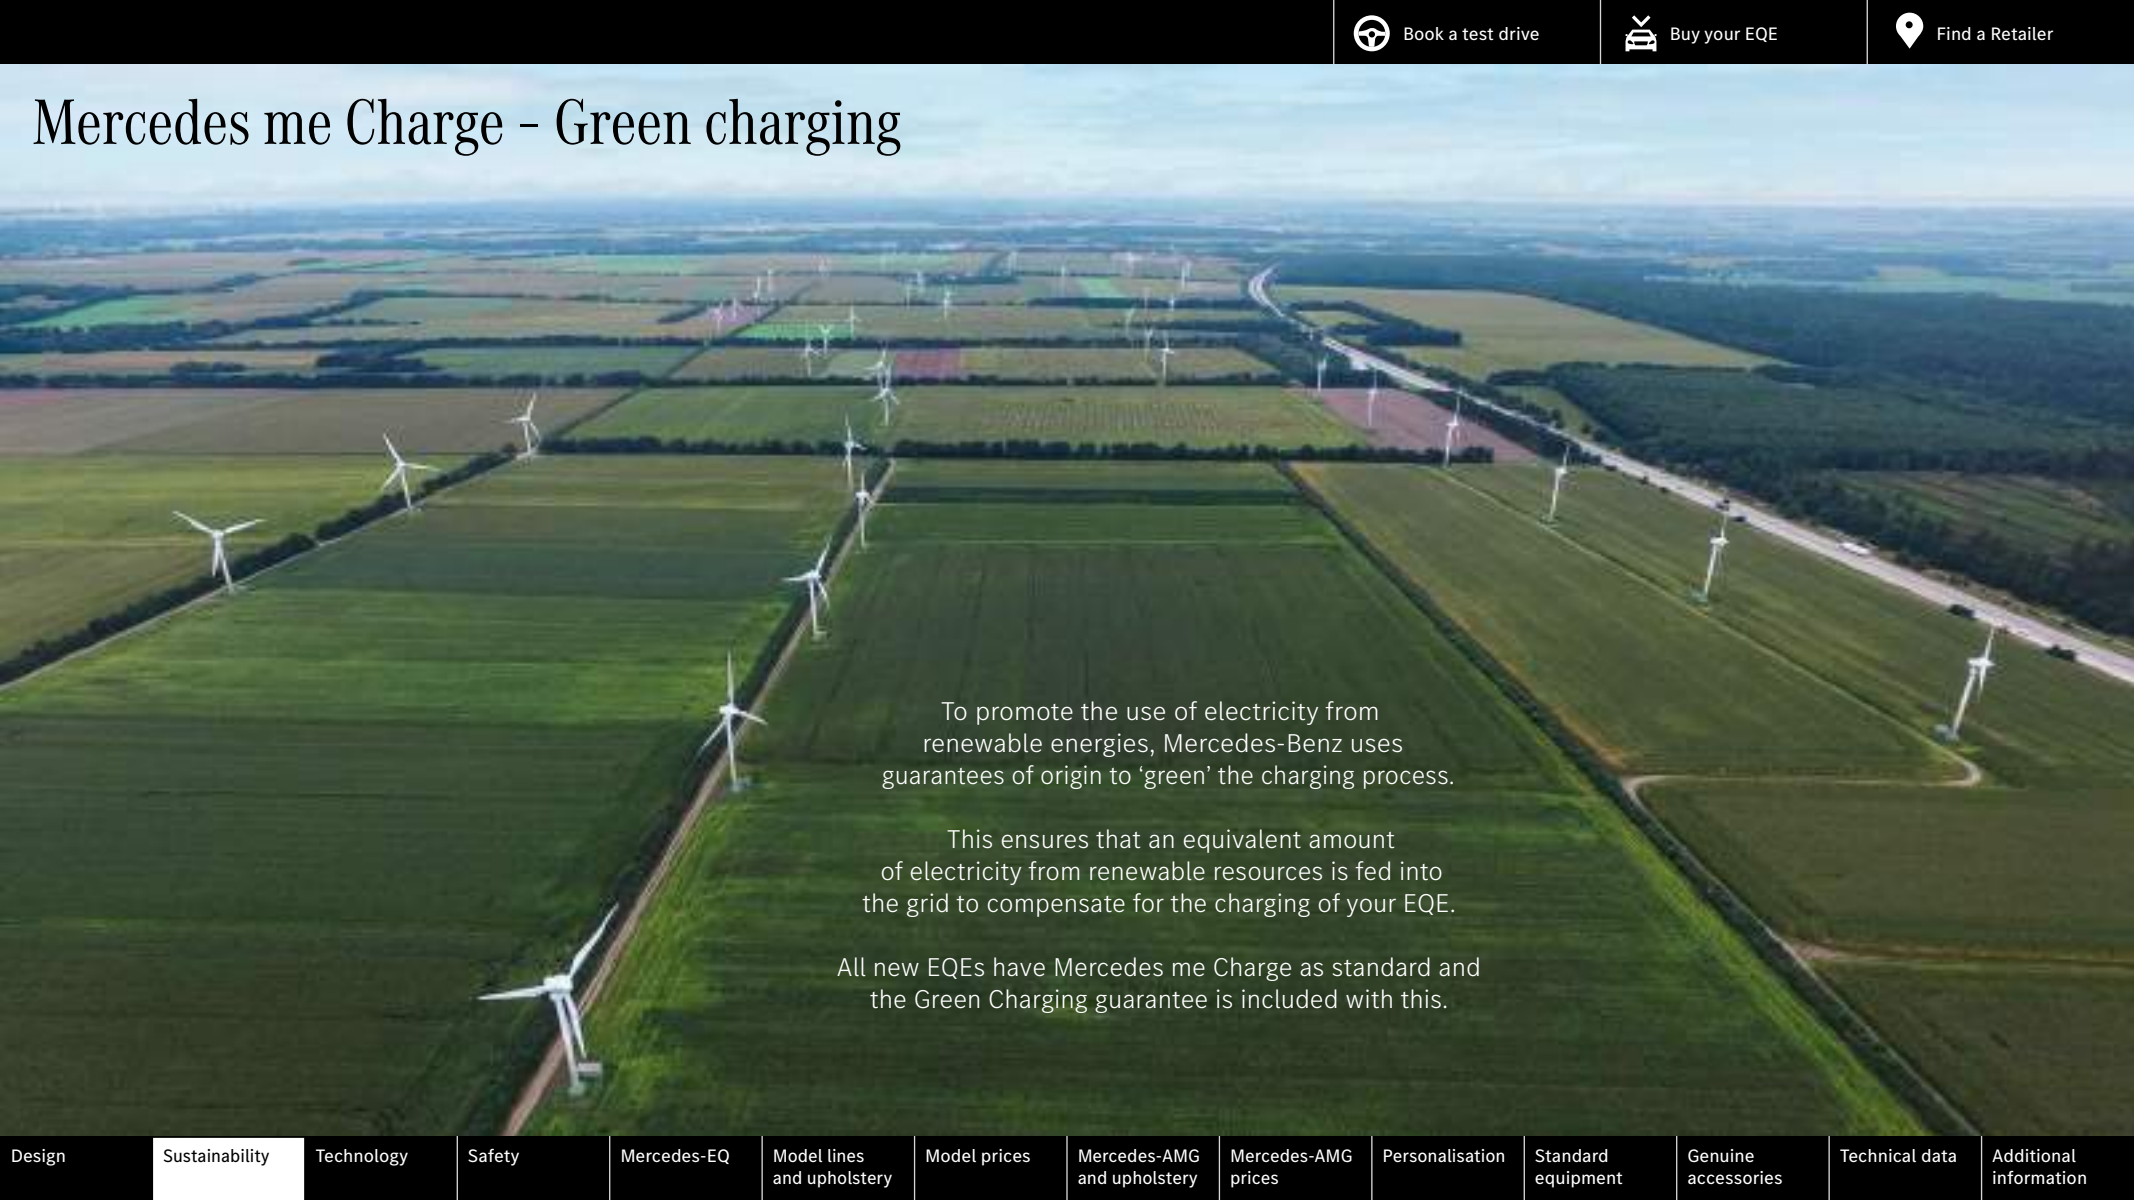 Book a test drive
Buy your EQE
Find a Retailer
Mercedes me Charge – Green charging
To promote the use of electricity from
renewable energies, Mercedes-Benz uses
guarantees of origin to ‘green’ the charging process.
This ensures that an equivalent amount
of electricity from renewable resources is fed into
the grid to compensate for the charging of your EQE.
All new EQEs have Mercedes me Charge as standard and
the Green Charging guarantee is included with this.
Design
Sustainability
Technology
Safety
Mercedes-EQ
Model lines
and upholstery
Model prices
Mercedes-AMG
and upholstery
Mercedes-AMG
prices
Personalisation
Standard
equipment
Genuine
accessories
Technical data
Additional
information